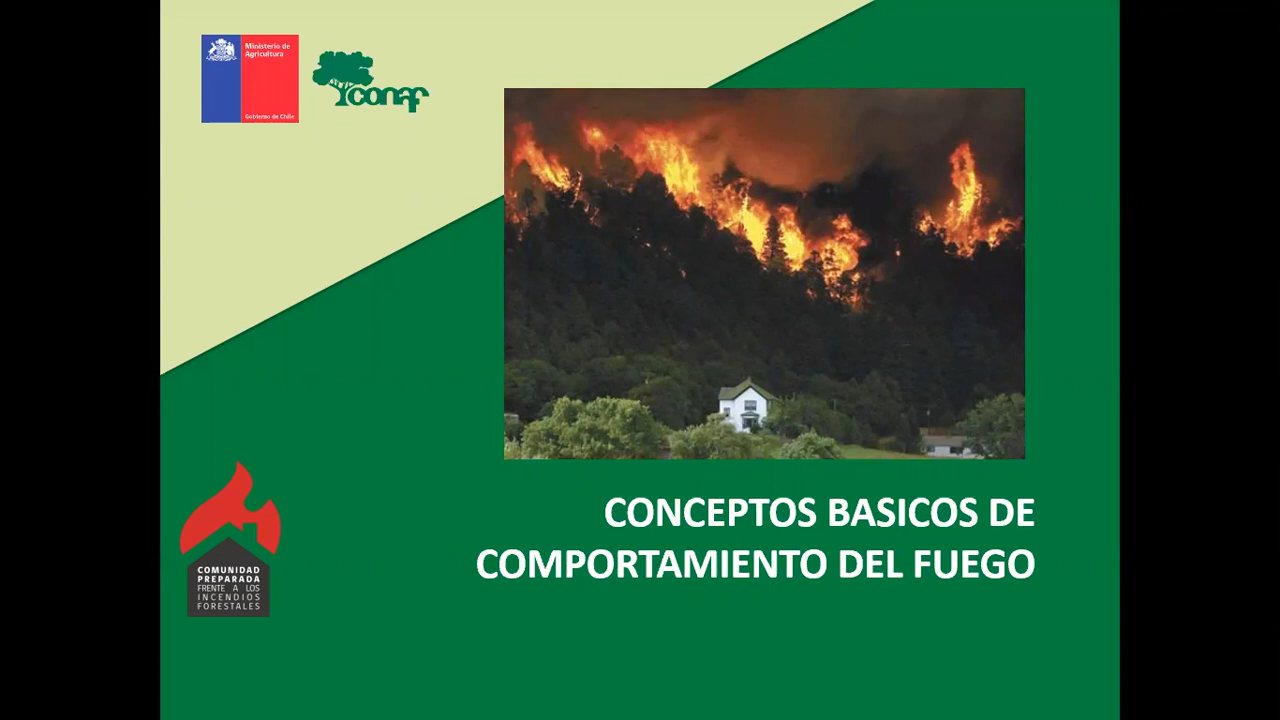 Ministerio de
Agricultura
Gobierno de Chile
conaf
CONCEPTOS BASICOS DE
COMPORTAMIENTO DEL FUEGO
COMUNIDAD
PREPARADA
FRENTE A LOS
INCENDIOS
FORESTALES